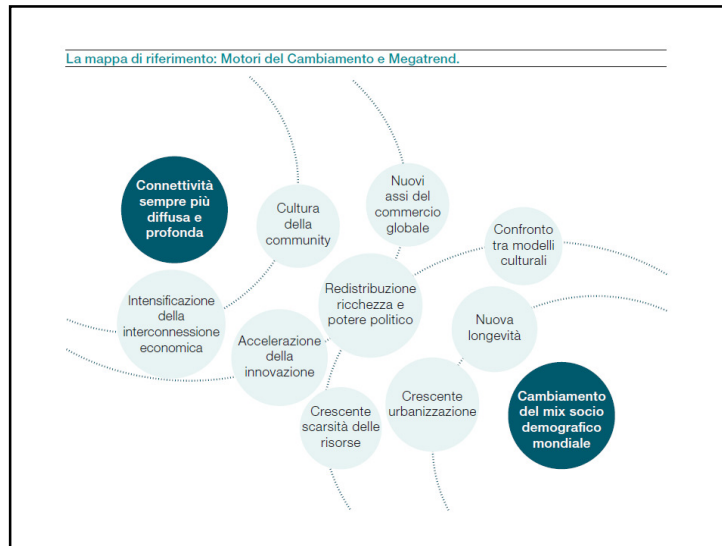 La mappa di riferimento: Motori del Cambiamento e Megatrend.
Connettività
sempre più
diffusa e
profonda
Cultura
della
community
Nuovi
assi del
commercio
globale
Confronto
tra modelli
culturali
Intensificazione
della
interconnessione
economica
Accelerazione
della
innovazione
Redistribuzione
ricchezza e
potere politico
Nuova
longevità
Crescente
scarsità delle
risorse
Crescente
urbanizzazione
Cambiamento
del mix socio
demografico
mondiale